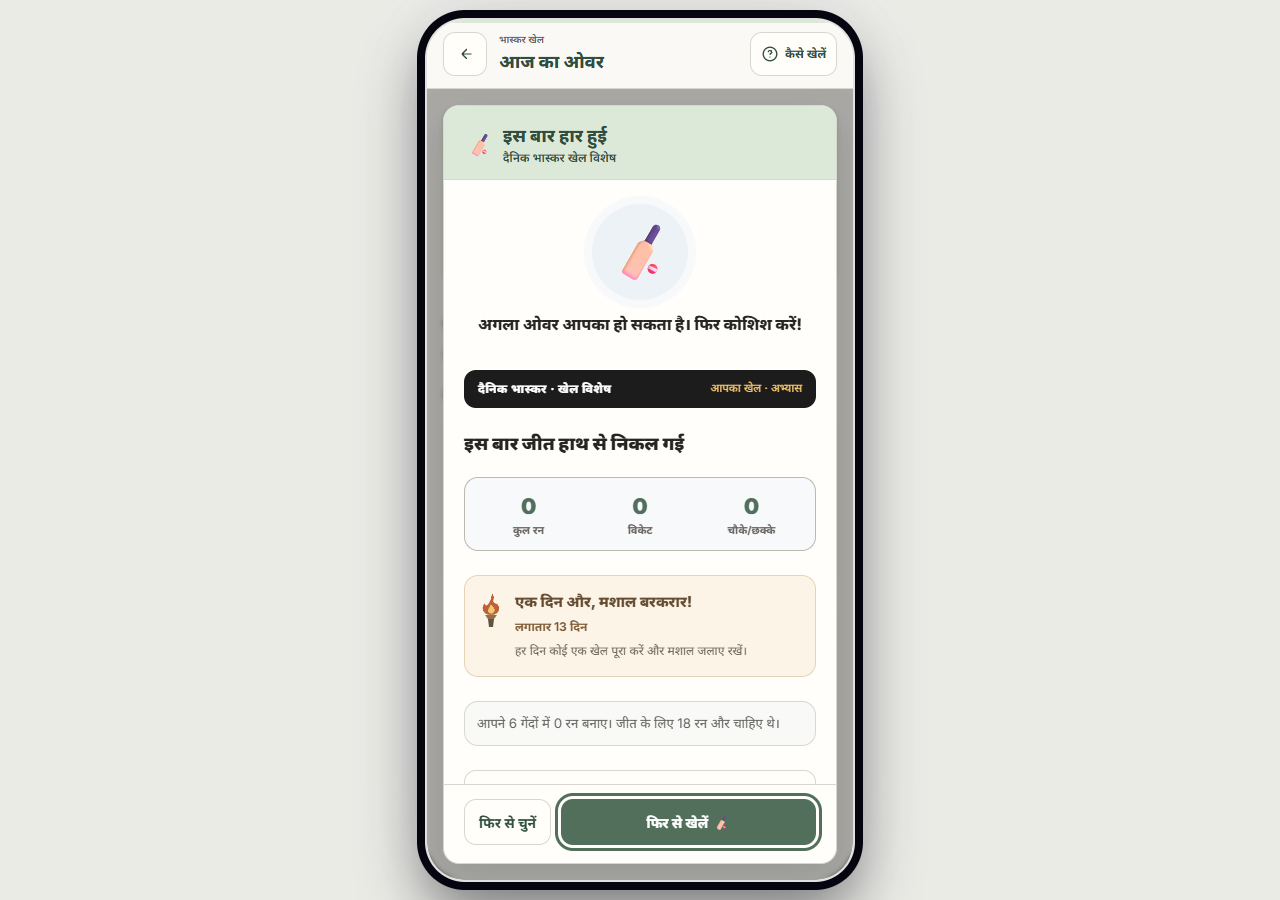 भास्कर खेल
आज का ओवर
कैसे खेलें
इस बार हार हुई
दैनिक भास्कर खेल विशेष
अगला ओवर आपका हो सकता है। फिर कोशिश करें!
दैनिक भास्कर · खेल विशेष
आपका खेल · अभ्यास
इस बार जीत हाथ से निकल गई
0 0 0
कुल रन विकेट चौके/छक्के
एक दिन और, मशाल बरकरार!
लगातार 13 दिन
हर दिन कोई एक खेल पूरा करें और मशाल जलाए रखें।
आपने 6 गेंदों में 0 रन बनाए। जीत के लिए 18 रन और चाहिए थे।
फिर से चुनें
फिर से खेलें